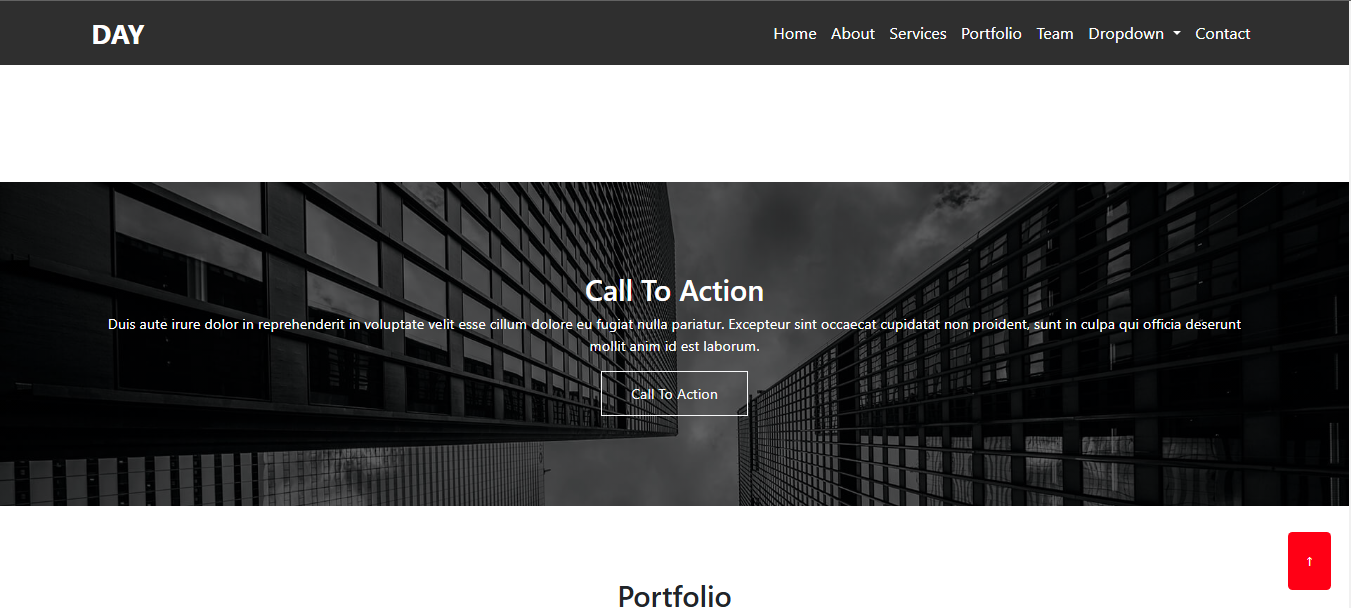 DAY
Home About Services Portfolio Team Dropdown Contact
Call To Action
Duis aute irure dolor in reprehenderit in voluptate velit esse cillum dolore eu fugiat nulla pariatur. Excepteur sint occaecat cupidatat non proident, sunt in culpa qui officia deserunt
mollit anim id est laborum.
Call To Action
↑
Portfolio